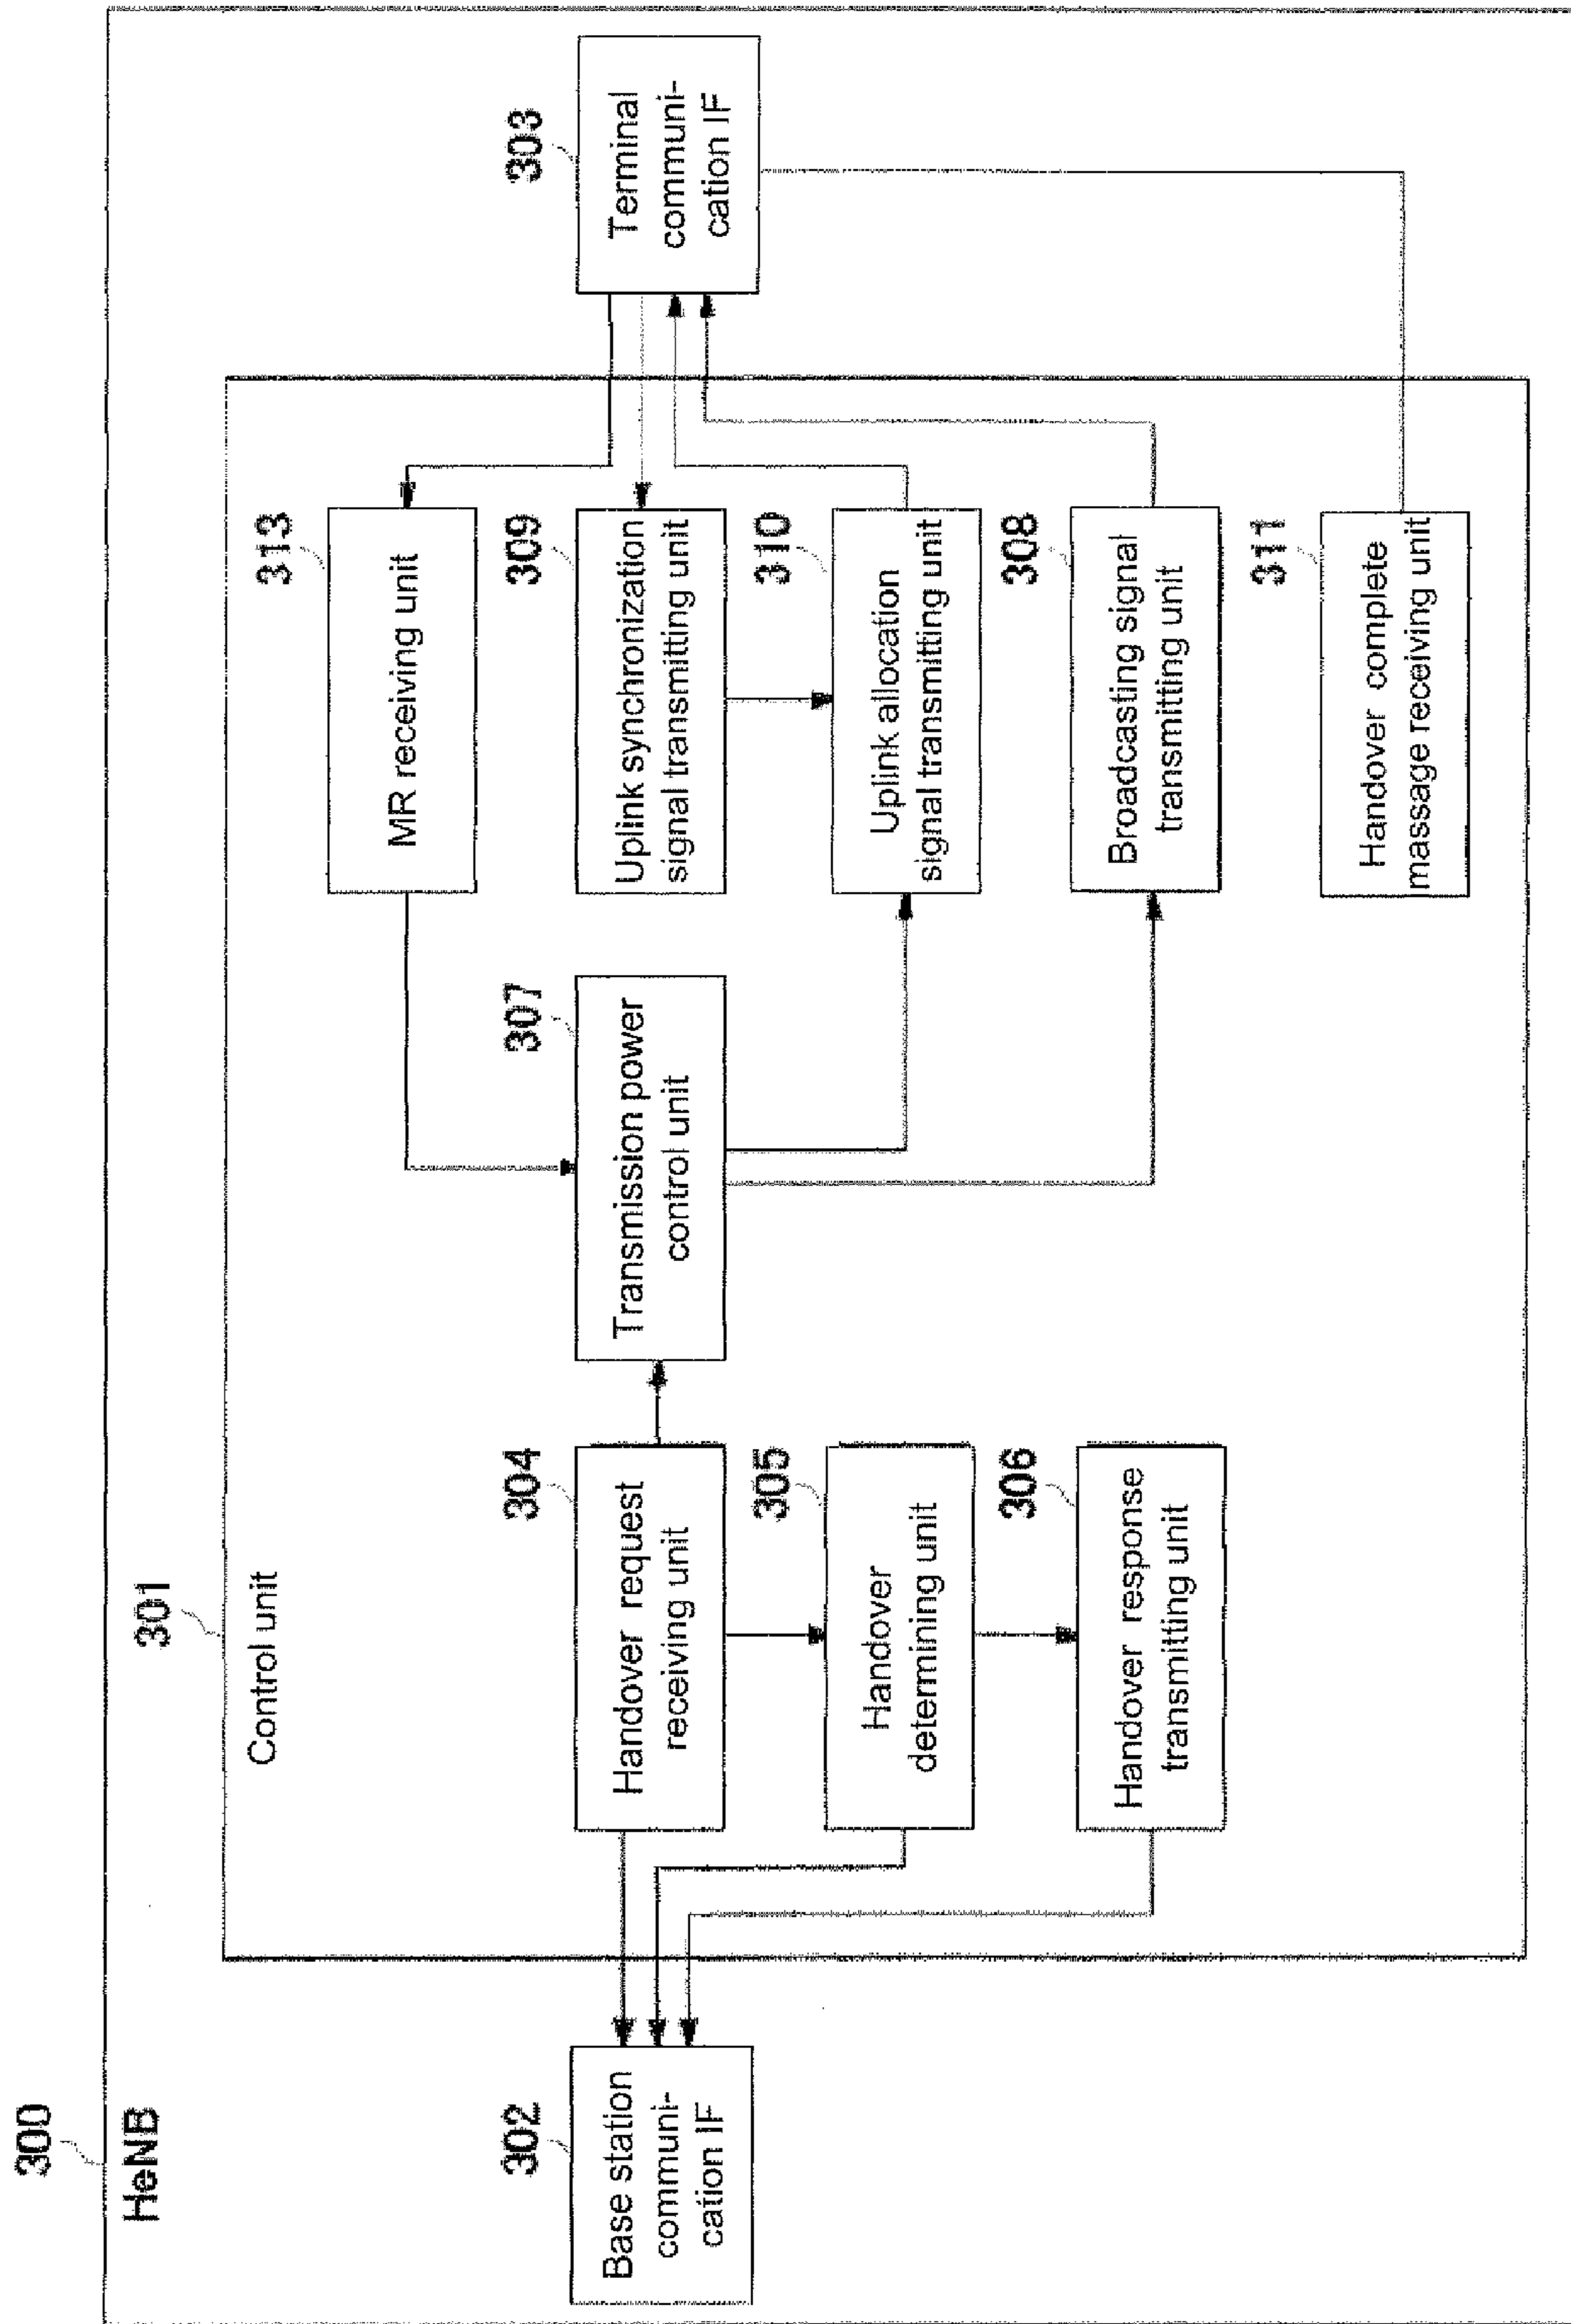 300
HeNB
301
Control unit
302
Base station
communi-
cation IF
304
Handover request
receiving unit
305
Handover
determining unit
306
Handover response
transmitting unit
307
Transmission power
control unit
313
MR receiving unit
309
Uplink synchronization
signal transmitting unit
310
Uplink allocation
signal transmitting unit
308
Broadcasting signal
transmitting unit
311
Handover complete
massage receiving unit
303
Terminal
communi-
cation IF